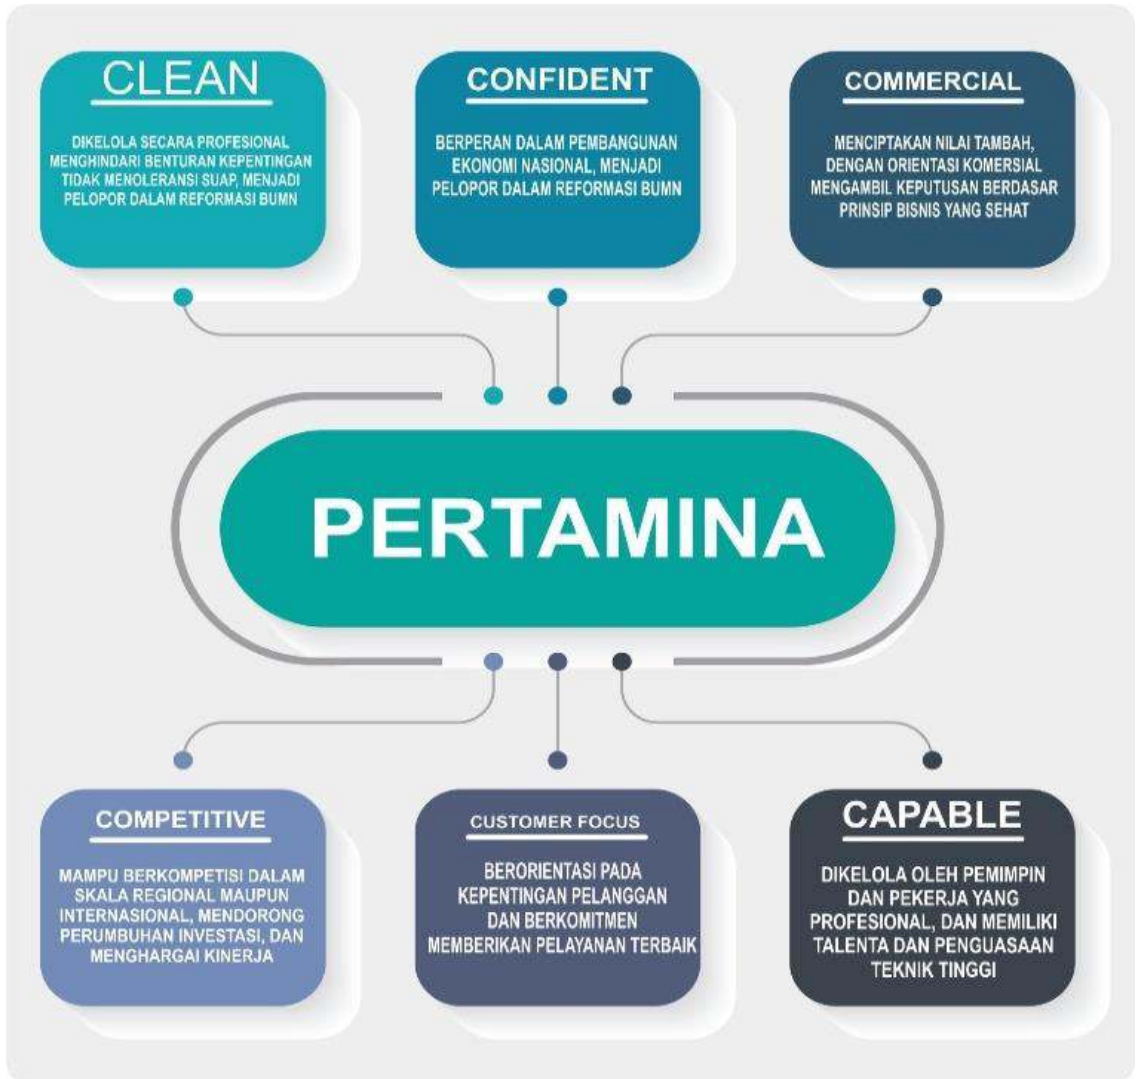 CLEAN
DIKELOLA SECARA PROFESIONAL
MENGHINDARI BENTURAN KEPENTINGAN
TIDAK MENOLERANSI SUAP, MENJADI
PELOPOR DALAM REFORMASI BUMN
CONFIDENT
BERPERAN DALAM PEMBANGUNAN
EKONOMI NASIONAL, MENJADI
PELOPOR DALAM REFORMASI BUMN
COMMERCIAL
MENCIPTAKAN NILAI TAMBAH,
DENGAN ORIENTASI KOMERSIAL
MENGAMBIL KEPUTUSAN BERDASAR
PRINSIP BISNIS YANG SEHAT
PERTAMINA
COMPETITIVE
MAMPU BERKOMPETISI DALAM
SKALA REGIONAL MAUPUN
INTERNASIONAL, MENDORONG
PERUMBUHAN INVESTASI, DAN
MENGHARGAI KINERJA
CUSTOMER FOCUS
BERORIENTASI PADA
KEPENTINGAN PELANGGAN
DAN BERKOMITMEN
MEMBERIKAN PELAYANAN TERBAIK
CAPABLE
DIKELOLA OLEH PEMIMPIN
DAN PEKERJA YANG
PROFESIONAL, DAN MEMILIKI
TALENTA DAN PENGUASAAN
TEKNIK TINGGI